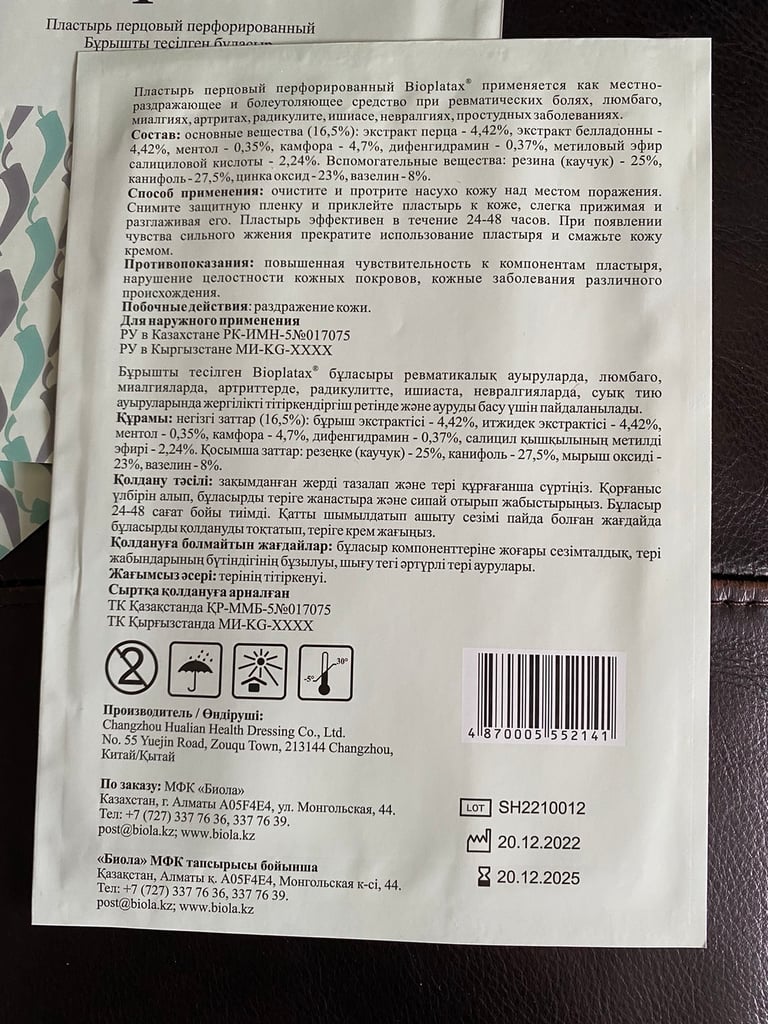 Пластырь перцовый перфорированный
Бұрышты тесілген бұласыр
Пластырь перцовый перфорированный Bioplatax® применяется как местно-
раздражающее и болеутоляющее средство при ревматических болях, люмбаго,
миалгиях, артритах, радикулите, ишиасе, невралгиях, простудных заболеваниях.
Состав: основные вещества (16,5%): экстракт перца - 4,42%, экстракт белладонны -
4,42%, ментол - 0,35%, камфора - 4,7%, дифенгидрамин - 0,37%, метиловый эфир
салициловой кислоты - 2,24%. Вспомогательные вещества: резина (каучук) - 25%,
канифоль - 27,5%, цинка оксид - 23%, вазелин - 8%.
Способ применения: очистите и протрите насухо кожу над местом поражения.
Снимите защитную пленку и приклейте пластырь к коже, слегка прижимая и
разглаживая его. Пластырь эффективен в течение 24-48 часов. При появлении
чувства сильного жжения прекратите использование пластыря и смажьте кожу
кремом.
Противопоказания: повышенная чувствительность к компонентам пластыря,
нарушение целостности кожных покровов, кожные заболевания различного
происхождения.
Побочные действия: раздражение кожи.
Для наружного применения
РУ в Казахстане РК-ИМН-5№017075
РУ в Кыргызстане МИ-KG-XXXX
Бұрышты тесілген Bioplatax® бұласыры ревматикалық ауыруларда, люмбаго,
миалгияларда, артриттерде, радикулитте, ишиаста, невралгияларда, суық тию
ауыруларында жергілікті тітіркендіргіш ретінде және ауруды басу үшін пайдаланылады.
Құрамы: негізгі заттар (16,5%): бұрыш экстрактісі - 4,42%, итжидек экстрактісі - 4,42%,
ментол - 0,35%, камфора - 4,7%, дифенгидрамин - 0,37%, салицил қышқылының метилді
эфирі - 2,24%. Қосымша заттар: резеңке (каучук) - 25%, канифоль - 27,5%, мырыш оксиді -
23%, вазелин - 8%.
Қолдану тәсілі: зақымданған жерді тазалап және тері құрғағанша сүртіңіз. Қорғаныс
үлбірін алып, бұласырды теріге жанастыра және сипай отырып жабыстырыңыз. Бұласыр
24-48 сағат бойы тиімді. Қатты шымылдатып ашыту сезімі пайда болған жағдайда
бұласырды қолдануды тоқтатып, теріге крем жағыңыз.
Қолдануға болмайтын жағдайлар: бұласыр компоненттеріне жоғары сезімталдық, тері
жабындарының бүтіндігінің бұзылуы, шығу тегі әртүрлі тері аурулары.
Жағымсыз әсері: терінің тітіркенуі.
Сыртқа қолдануға арналған
ТК Қазақстанда ҚР-ММБ-5№017075
ТК Қырғызстанда МИ-KG-XXXX
2
-5° 30°
Производитель / Өндіруші:
Changzhou Hualian Health Dressing Co., Ltd.
No. 55 Yuejin Road, Zouqu Town, 213144 Changzhou,
Китай/Қытай
4 870005 552141
По заказу: МФК «Биола»
Казахстан, г. Алматы A05F4E4, ул. Монгольская, 44.
Тел: +7 (727) 337 76 36, 337 76 39.
post@biola.kz; www.biola.kz
«Биола» МФК тапсырысы бойынша
Қазақстан, Алматы қ. A05F4E4, Монгольская к-сі, 44.
Тел: +7 (727) 337 76 36, 337 76 39.
post@biola.kz; www.biola.kz
LOT SH2210012
20.12.2022
20.12.2025